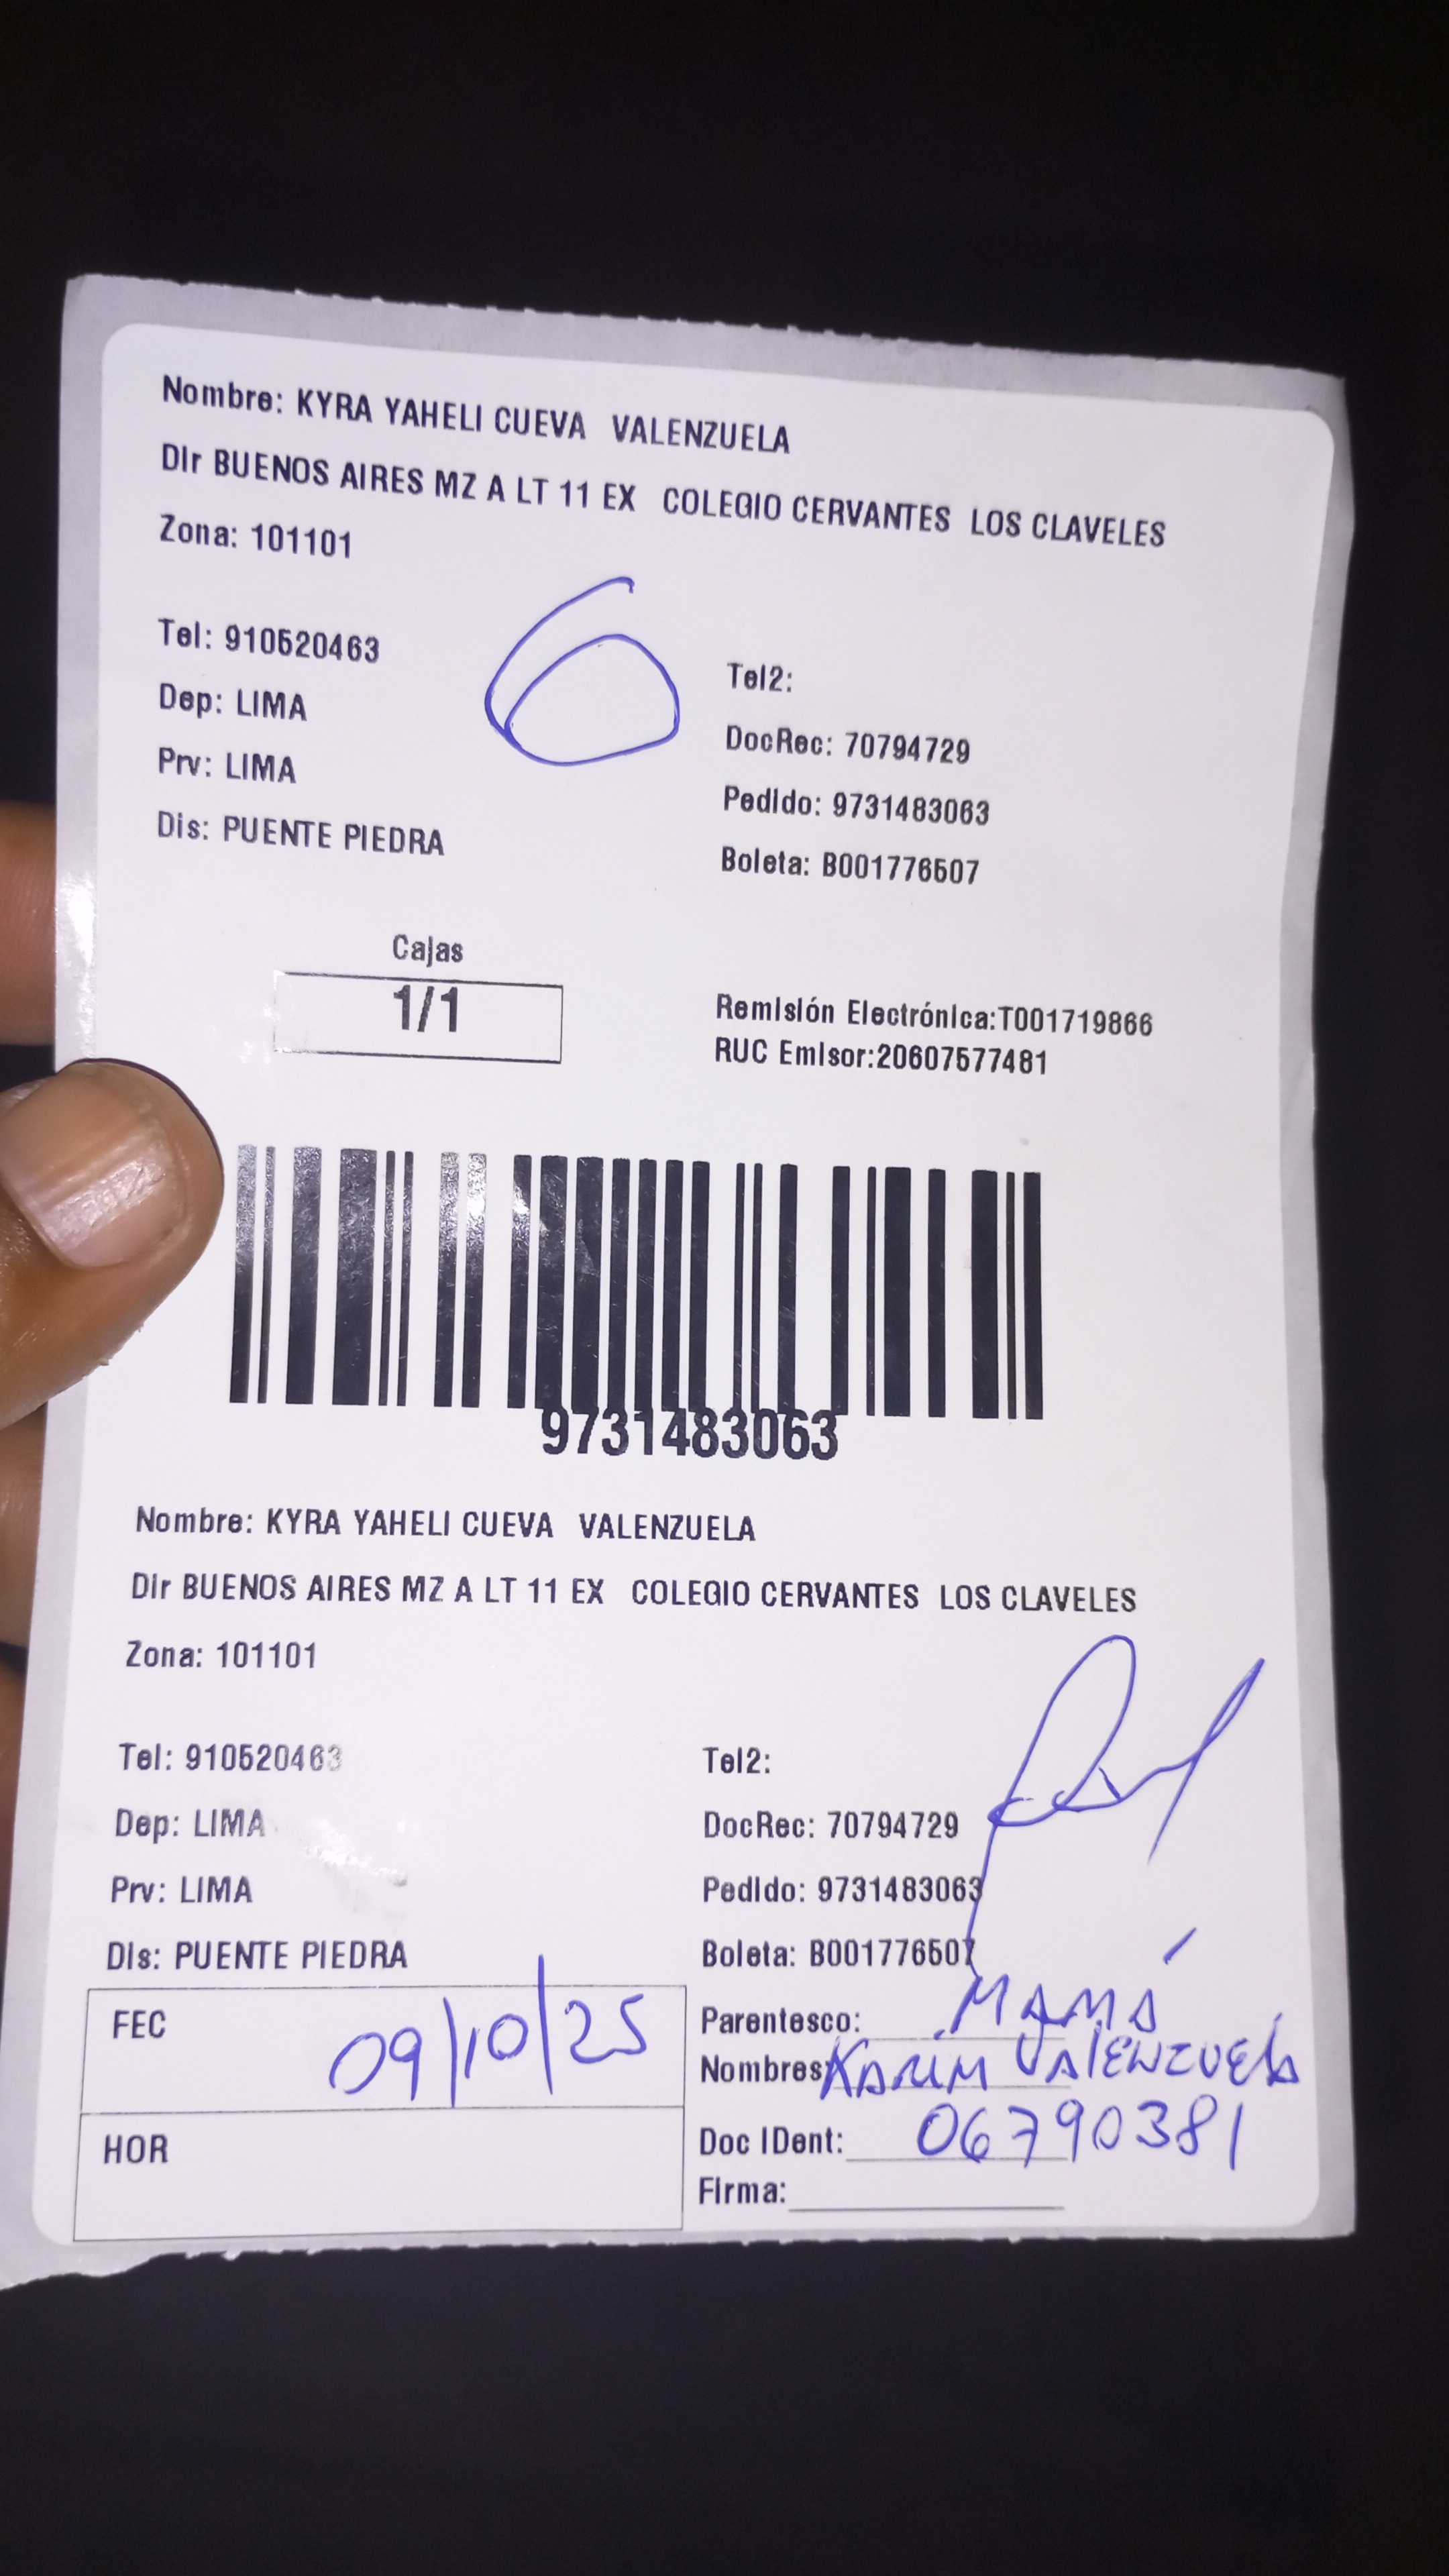 Nombre: KYRA YAHELI CUEVA VALENZUELA
Dir BUENOS AIRES MZ A LT 11 EX COLEGIO CERVANTES LOS CLAVELES
Zona: 101101
6
Tel: 910520463
Tel2:
Dep: LIMA
DocRec: 70794729
Prv: LIMA
Pedido: 9731483063
Dis: PUENTE PIEDRA
Boleta: B001776507
Cajas
1/1
Remisión Electrónica:T001719866
RUC Emisor:20607577481
9731483063
Nombre: KYRA YAHELI CUEVA VALENZUELA
Dir BUENOS AIRES MZ A LT 11 EX COLEGIO CERVANTES LOS CLAVELES
Zona: 101101
Tel: 910520463
Tel2:
Dep: LIMA
DocRec: 70794729
Prv: LIMA
Pedido: 9731483063
Dis: PUENTE PIEDRA
Boleta: B001776507
FEC 09/10/25
Parentesco: MAMÁ
Nombres: KARIM VALENZUELA
HOR
Doc IDent: 06790381
Firma: